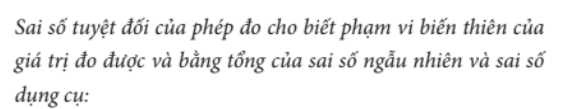 Sai số tuyệt đối của phép đo cho biết phạm vi biến thiên của
giá trị đo được và bằng tổng của sai số ngẫu nhiên và sai số
dụng cụ: